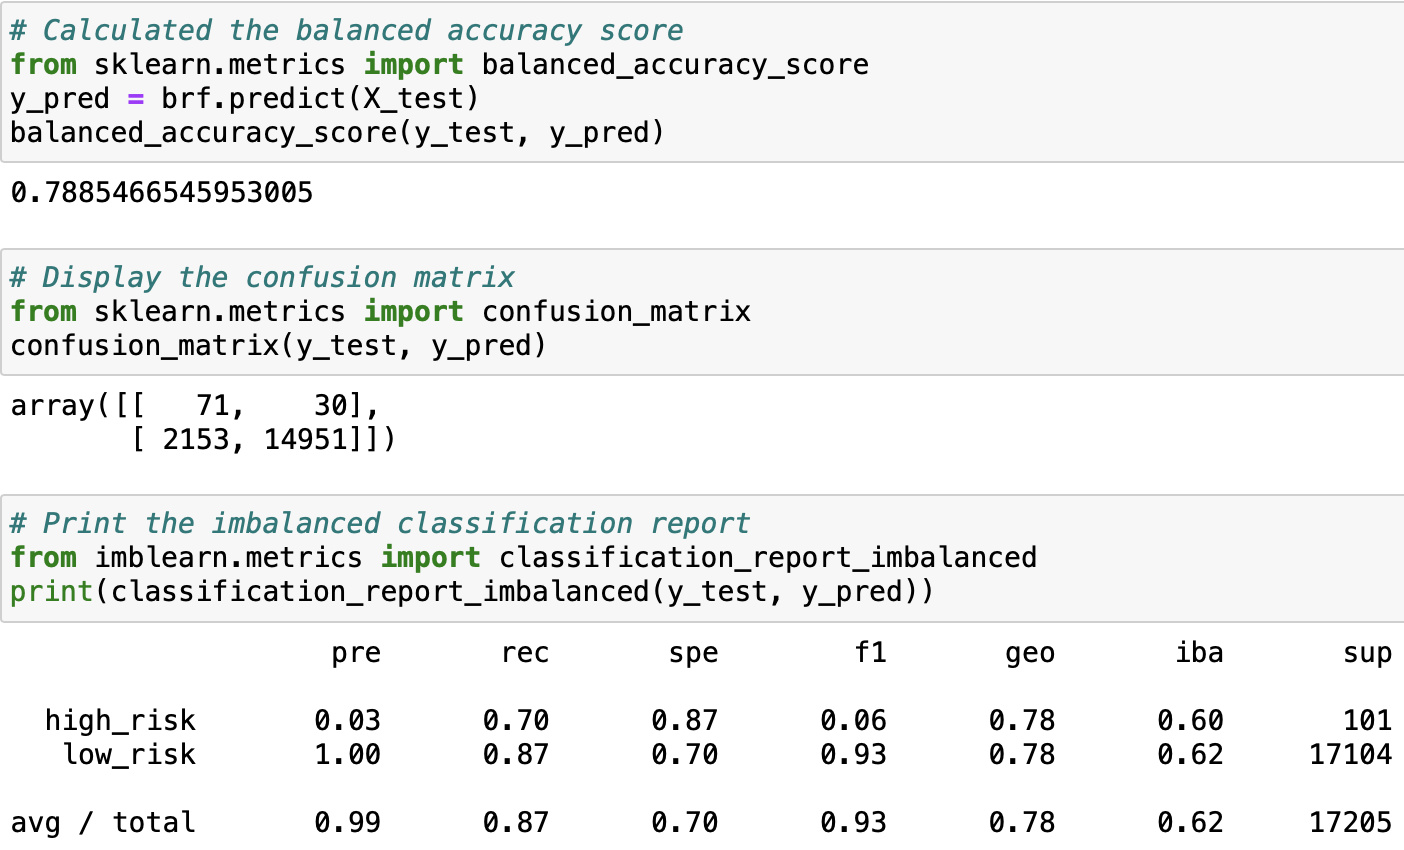 # Calculated the balanced accuracy score
from sklearn.metrics import balanced_accuracy_score
y_pred = brf.predict(X_test)
balanced_accuracy_score(y_test, y_pred)
0.7885466545953005
# Display the confusion matrix
from sklearn.metrics import confusion_matrix
confusion_matrix(y_test, y_pred)
array([[   71,    30],
       [ 2153, 14951]])
# Print the imbalanced classification report
from imblearn.metrics import classification_report_imbalanced
print(classification_report_imbalanced(y_test, y_pred))
                   pre       rec       spe        f1       geo       iba       sup
  high_risk       0.03      0.70      0.87      0.06      0.78      0.60       101
   low_risk       1.00      0.87      0.70      0.93      0.78      0.62     17104
avg / total       0.99      0.87      0.70      0.93      0.78      0.62     17205